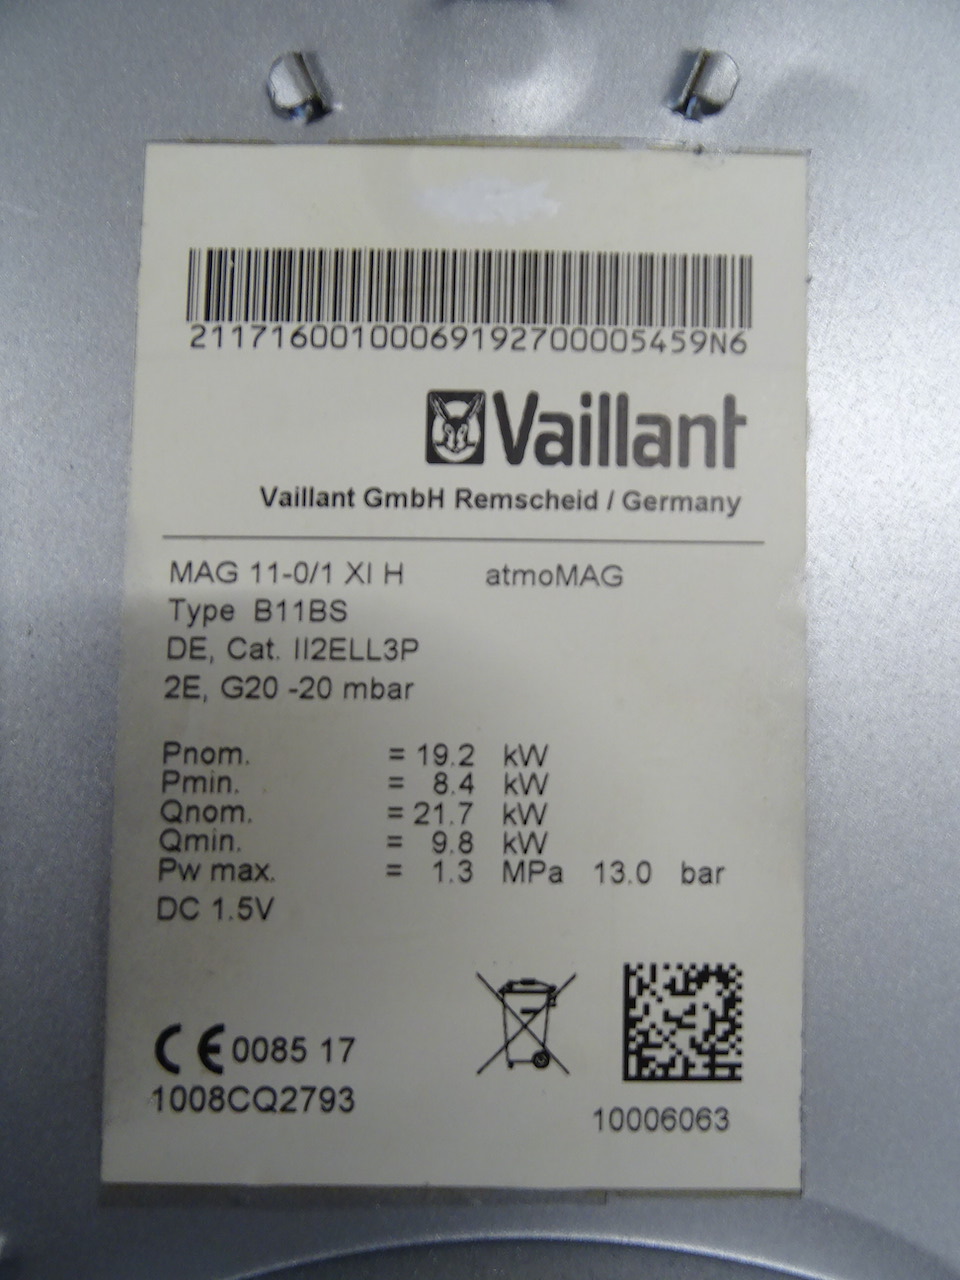 21171600100069192700005459N6
Vaillant
Vaillant GmbH Remscheid / Germany
MAG 11-0/1 XI H atmoMAG
Type B11BS
DE, Cat. II2ELL3P
2E, G20 -20 mbar
Pnom. = 19.2 kW
Pmin. = 8.4 kW
Qnom. = 21.7 kW
Qmin. = 9.8 kW
Pw max. = 1.3 MPa 13.0 bar
DC 1.5V
CE 0085 17
1008CQ2793
10006063